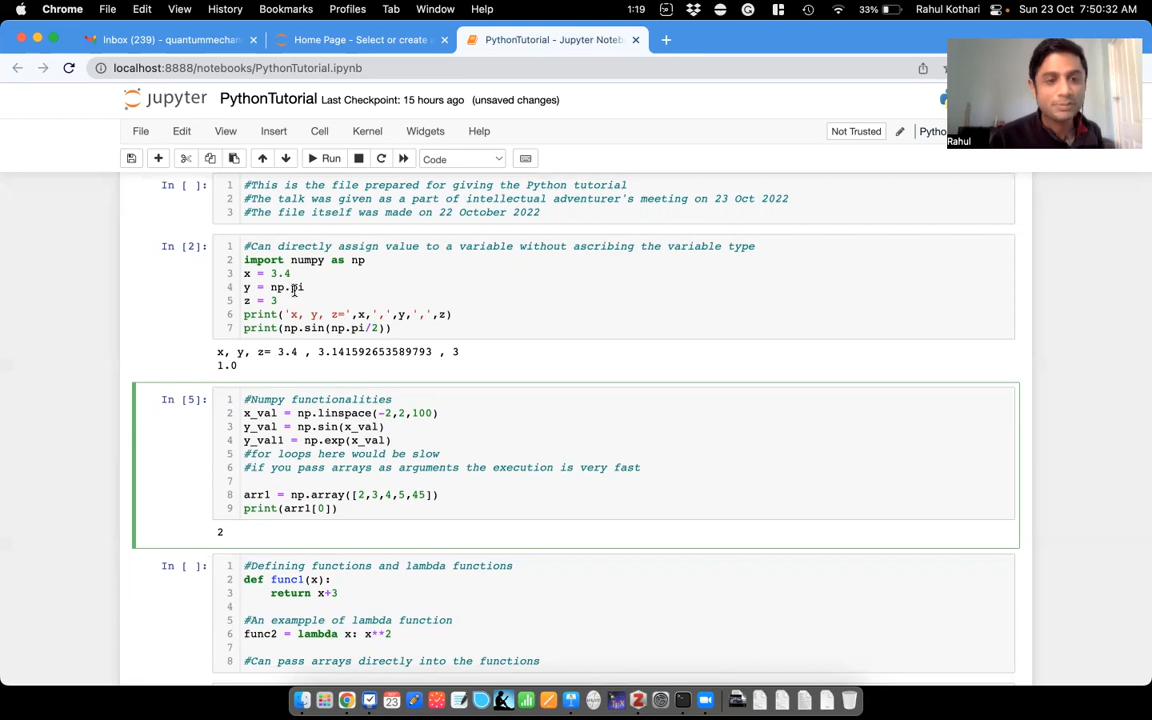 Chrome File Edit View History Bookmarks Profiles Tab Window Help 1:19 33% Rahul Kothari Sun 23 Oct 7:50:32 AM
Inbox (239) - quantummechan Home Page - Select or create PythonTutorial - Jupyter Noteb
localhost:8888/notebooks/PythonTutorial.ipynb
Rahul
jupyter PythonTutorial Last Checkpoint: 15 hours ago (unsaved changes)
File Edit View Insert Cell Kernel Widgets Help Not Trusted Pytho
Run Code
In [ ]: 1 #This is the file prepared for giving the Python tutorial
2 #The talk was given as a part of intellectual adventurer's meeting on 23 Oct 2022
3 #The file itself was made on 22 October 2022
In [2]: 1 #Can directly assign value to a variable without ascribing the variable type
2 import numpy as np
3 x = 3.4
4 y = np.pi
5 z = 3
6 print('x, y, z=',x,',',y,',',z)
7 print(np.sin(np.pi/2))
x, y, z= 3.4 , 3.141592653589793 , 3
1.0
In [5]: 1 #Numpy functionalities
2 x_val = np.linspace(-2,2,100)
3 y_val = np.sin(x_val)
4 y_val1 = np.exp(x_val)
5 #for loops here would be slow
6 #if you pass arrays as arguments the execution is very fast
7
8 arr1 = np.array([2,3,4,5,45])
9 print(arr1[0])
2
In [ ]: 1 #Defining functions and lambda functions
2 def func1(x):
3 return x+3
4
5 #An exampple of lambda function
6 func2 = lambda x: x**2
7
8 #Can pass arrays directly into the functions